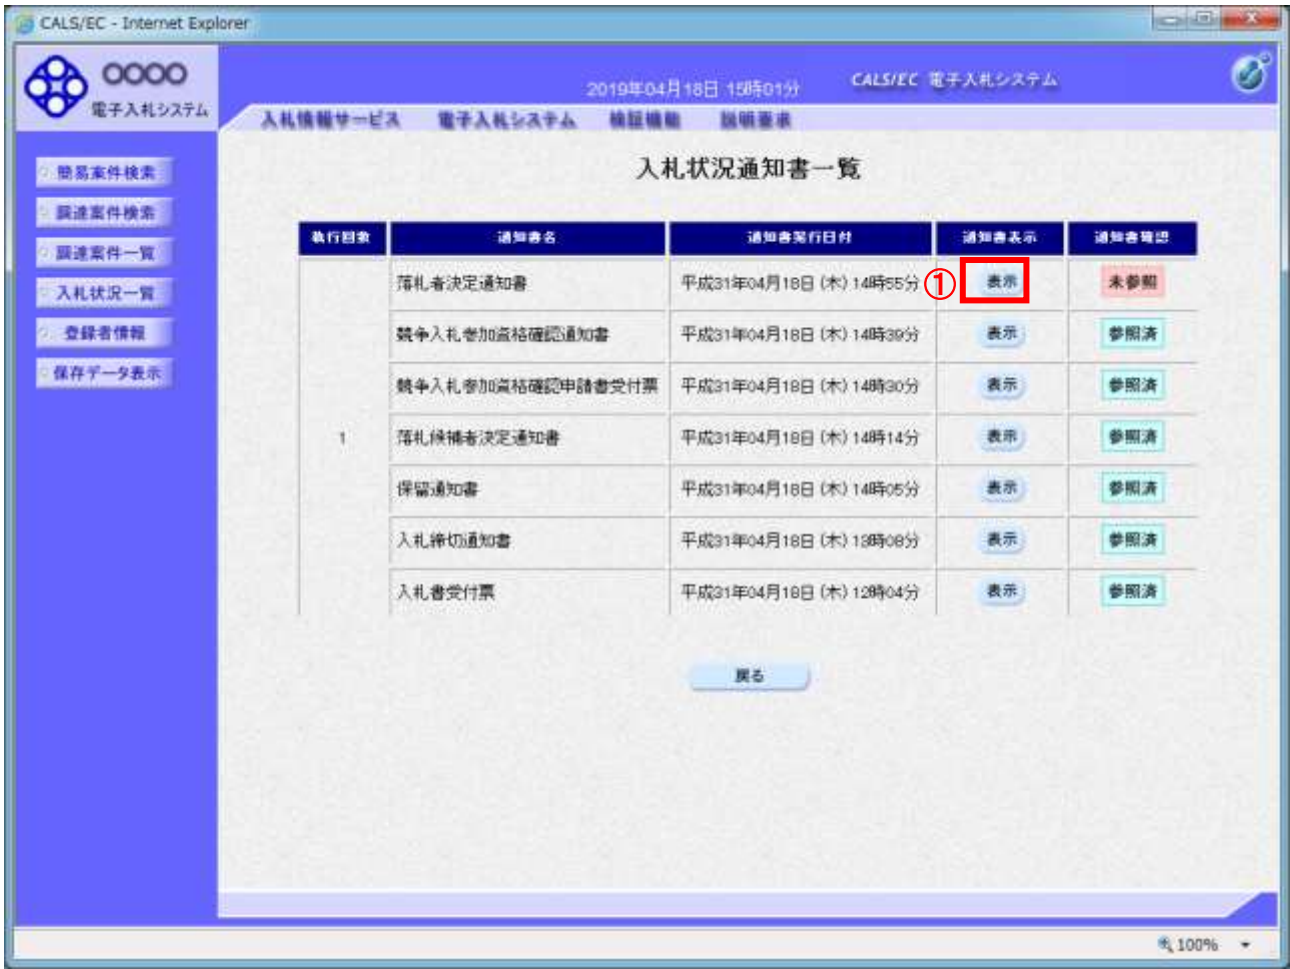 CALS/EC - Internet Explorer
○○○○
電子入札システム
2019年04月18日 15時01分
CALS/EC 電子入札システム
入札情報サービス 電子入札システム 検証機能 説明要求
簡易案件検索
調達案件検索
調達案件一覧
入札状況一覧
登録者情報
保存データ表示
入札状況通知書一覧
執行回数 通知書名 通知書発行日付 通知書表示 通知書確認
落札者決定通知書 平成31年04月18日 (木) 14時55分 ① 表示 未参照
競争入札参加資格確認通知書 平成31年04月18日 (木) 14時39分 表示 参照済
競争入札参加資格確認申請書受付票 平成31年04月18日 (木) 14時30分 表示 参照済
1 落札候補者決定通知書 平成31年04月18日 (木) 14時14分 表示 参照済
保留通知書 平成31年04月18日 (木) 14時05分 表示 参照済
入札締切通知書 平成31年04月18日 (木) 13時08分 表示 参照済
入札書受付票 平成31年04月18日 (木) 12時04分 表示 参照済
戻る
100%